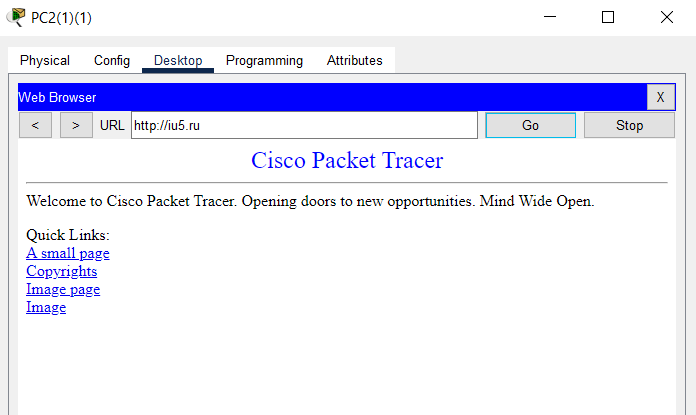 PC2(1)(1)
Physical Config Desktop Programming Attributes
Web Browser X
< > URL http://iu5.ru Go Stop
Cisco Packet Tracer
Welcome to Cisco Packet Tracer. Opening doors to new opportunities. Mind Wide Open.
Quick Links:
A small page
Copyrights
Image page
Image